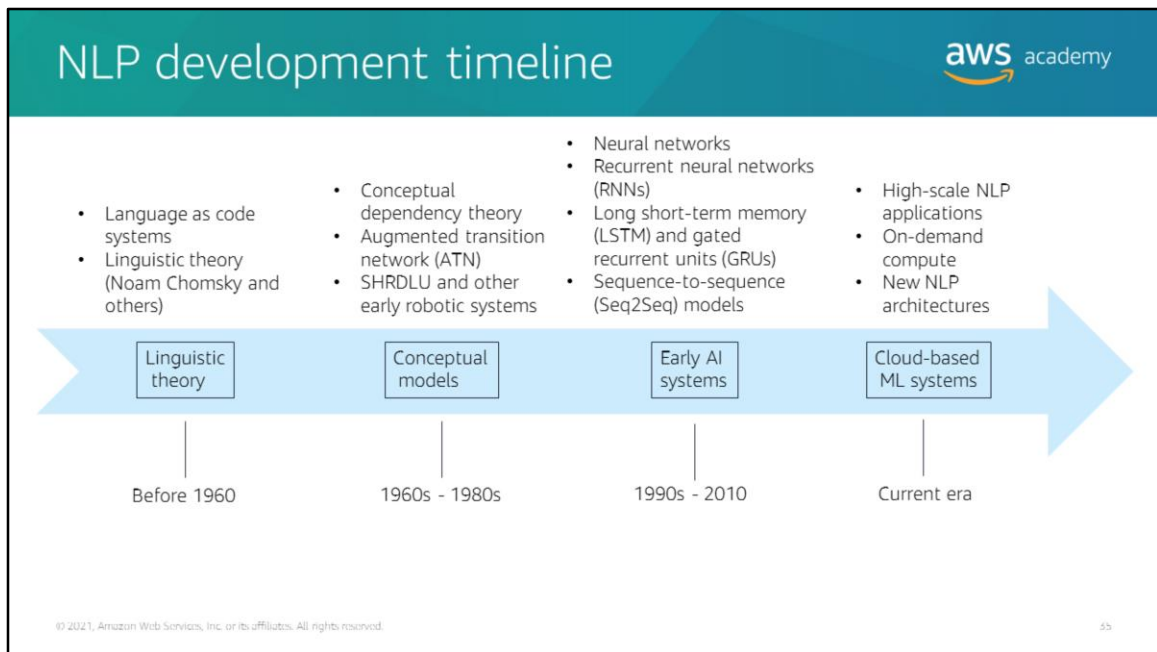 NLP development timeline
aws academy
• Language as code
systems
• Linguistic theory
(Noam Chomsky and
others)
• Conceptual
dependency theory
• Augmented transition
network (ATN)
• SHRDLU and other
early robotic systems
• Neural networks
• Recurrent neural networks
(RNNs)
• Long short-term memory
(LSTM) and gated
recurrent units (GRUs)
• Sequence-to-sequence
(Seq2Seq) models
• High-scale NLP
applications
• On-demand
compute
• New NLP
architectures
Linguistic
theory
Conceptual
models
Early AI
systems
Cloud-based
ML systems
Before 1960
1960s - 1980s
1990s - 2010
Current era
© 2021, Amazon Web Services, Inc. or its affiliates. All rights reserved.
35